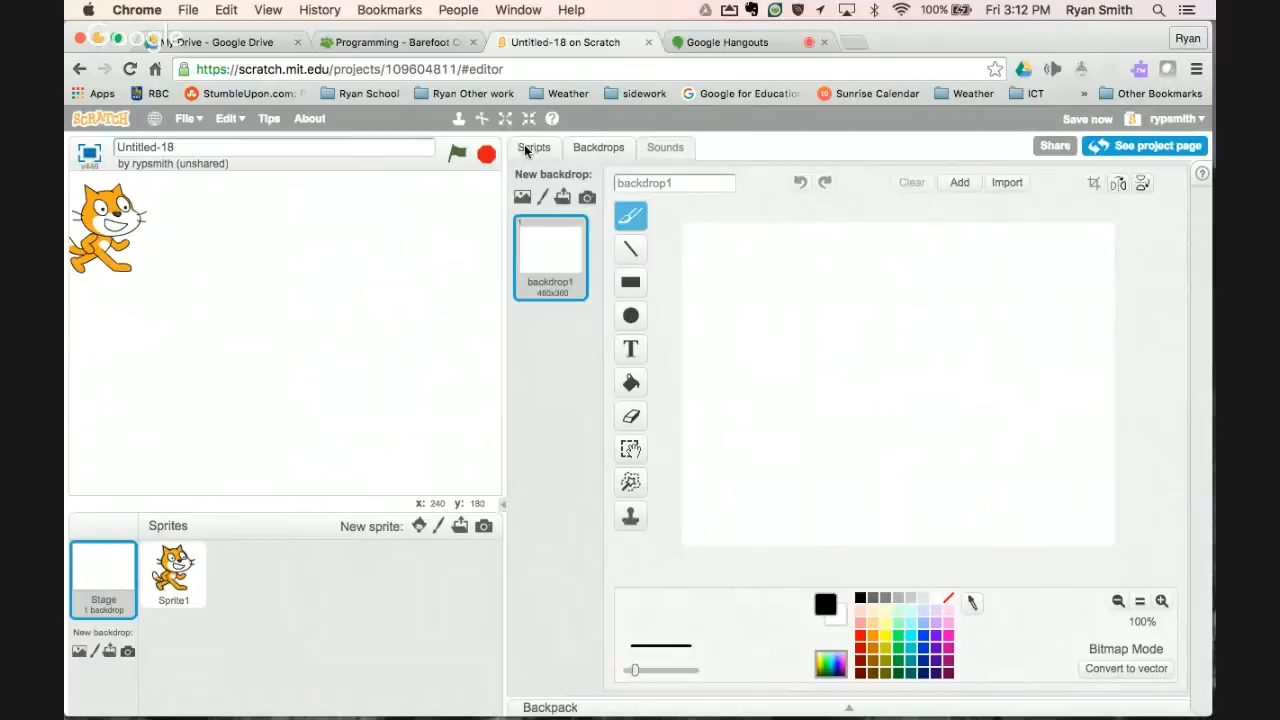 Chrome File Edit View History Bookmarks People Window Help 100% Fri 3:12 PM Ryan Smith
Google
My Drive - Google Drive Programming - Barefoot C Untitled-18 on Scratch Google Hangouts Ryan
https://scratch.mit.edu/projects/109604811/#editor
Apps RBC StumbleUpon.com: Ryan School Ryan Other work Weather sidework Google for Educatio Sunrise Calendar Weather ICT » Other Bookmarks
SCRATCH File Edit Tips About Save now rypsmith
Untitled-18 Scripts Backdrops Sounds Share See project page
v446 by rypsmith (unshared)
New backdrop: backdrop1 Clear Add Import ?
1
backdrop1
480x360
T
x: 240 y: 180
Sprites New sprite:
Stage
1 backdrop
Sprite1
New backdrop:
100%
Bitmap Mode
Convert to vector
Backpack